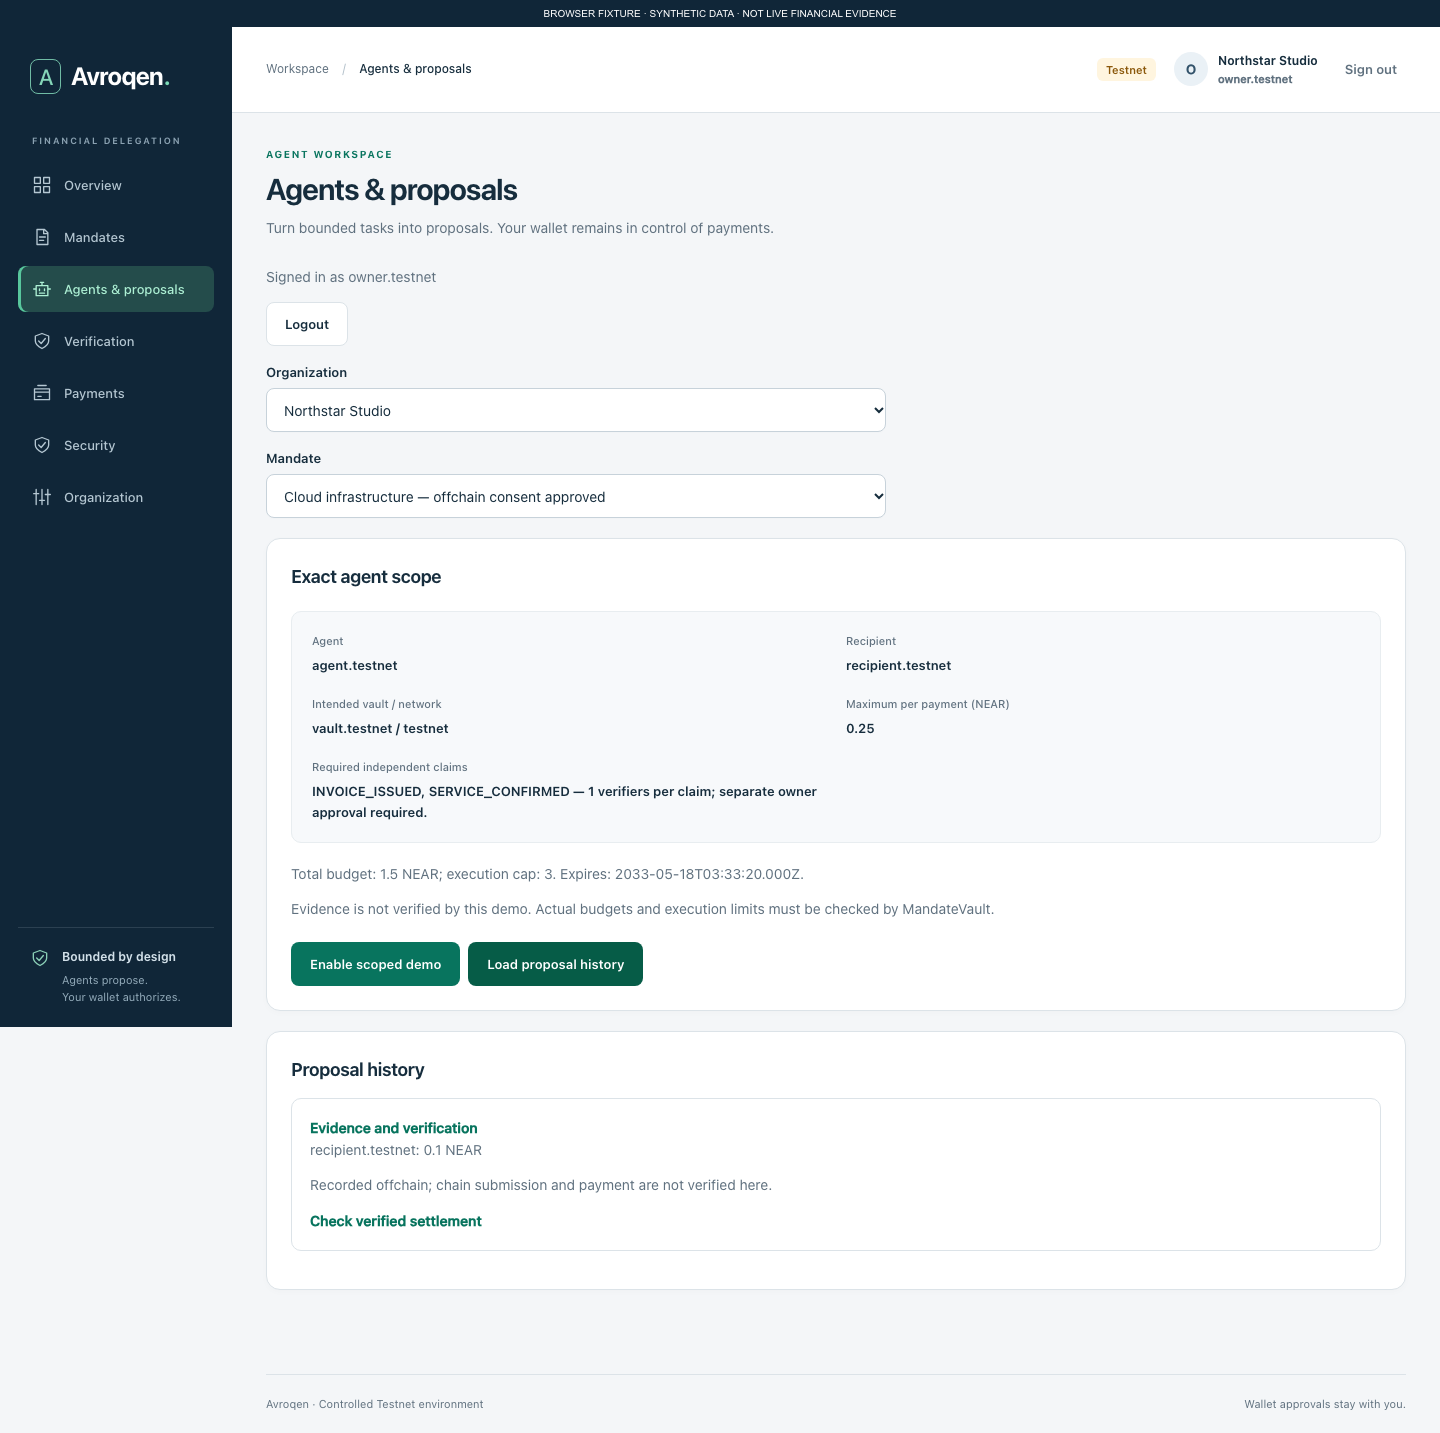 BROWSER FIXTURE · SYNTHETIC DATA · NOT LIVE FINANCIAL EVIDENCE
A Avroqen.
FINANCIAL DELEGATION
Overview
Mandates
Agents & proposals
Verification
Payments
Security
Organization
Bounded by design
Agents propose.
Your wallet authorizes.
Workspace / Agents & proposals
Testnet
O
Northstar Studio
owner.testnet
Sign out
AGENT WORKSPACE
Agents & proposals
Turn bounded tasks into proposals. Your wallet remains in control of payments.
Signed in as owner.testnet
Logout
Organization
Northstar Studio
Mandate
Cloud infrastructure — offchain consent approved
Exact agent scope
Agent
agent.testnet
Recipient
recipient.testnet
Intended vault / network
vault.testnet / testnet
Maximum per payment (NEAR)
0.25
Required independent claims
INVOICE_ISSUED, SERVICE_CONFIRMED — 1 verifiers per claim; separate owner
approval required.
Total budget: 1.5 NEAR; execution cap: 3. Expires: 2033-05-18T03:33:20.000Z.
Evidence is not verified by this demo. Actual budgets and execution limits must be checked by MandateVault.
Enable scoped demo
Load proposal history
Proposal history
Evidence and verification
recipient.testnet: 0.1 NEAR
Recorded offchain; chain submission and payment are not verified here.
Check verified settlement
Avroqen · Controlled Testnet environment
Wallet approvals stay with you.